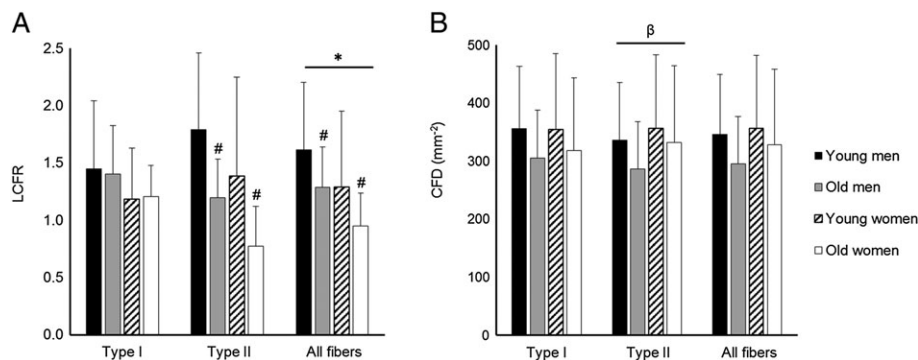 A
LCFR
2.5
2.0
1.5
1.0
0.5
0.0
*
#
#
#
#
Type I
Type II
All fibers
B
CFD (mm⁻²)
500
400
300
200
100
0
β
Type I
Type II
All fibers
Young men
Old men
Young women
Old women